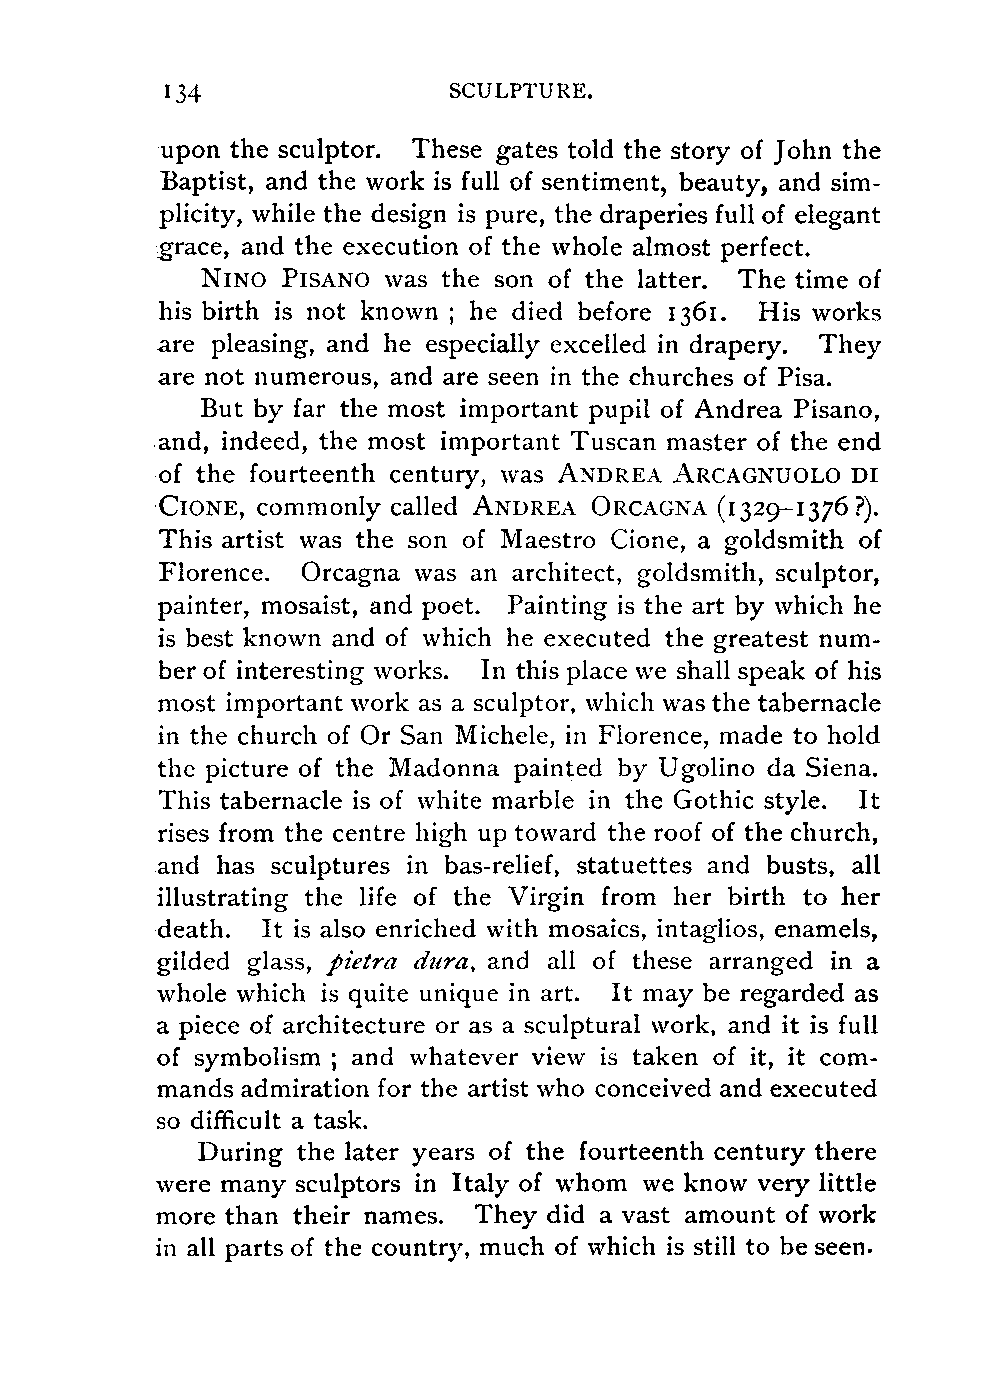 134 SCULPTURE.
upon the sculptor. These gates told the story of John the
Baptist, and the work is full of sentiment, beauty, and sim-
plicity, while the design is pure, the draperies full of elegant
grace, and the execution of the whole almost perfect.
NINO PISANO was the son of the latter. The time of
his birth is not known ; he died before 1361. His works
are pleasing, and he especially excelled in drapery. They
are not numerous, and are seen in the churches of Pisa.
But by far the most important pupil of Andrea Pisano,
and, indeed, the most important Tuscan master of the end
of the fourteenth century, was ANDREA ARCAGNUOLO DI
CIONE, commonly called ANDREA ORCAGNA (1329–1376 ?).
This artist was the son of Maestro Cione, a goldsmith of
Florence. Orcagna was an architect, goldsmith, sculptor,
painter, mosaist, and poet. Painting is the art by which he
is best known and of which he executed the greatest num-
ber of interesting works. In this place we shall speak of his
most important work as a sculptor, which was the tabernacle
in the church of Or San Michele, in Florence, made to hold
the picture of the Madonna painted by Ugolino da Siena.
This tabernacle is of white marble in the Gothic style. It
rises from the centre high up toward the roof of the church,
and has sculptures in bas-relief, statuettes and busts, all
illustrating the life of the Virgin from her birth to her
death. It is also enriched with mosaics, intaglios, enamels,
gilded glass, pietra dura, and all of these arranged in a
whole which is quite unique in art. It may be regarded as
a piece of architecture or as a sculptural work, and it is full
of symbolism ; and whatever view is taken of it, it com-
mands admiration for the artist who conceived and executed
so difficult a task.
During the later years of the fourteenth century there
were many sculptors in Italy of whom we know very little
more than their names. They did a vast amount of work
in all parts of the country, much of which is still to be seen.